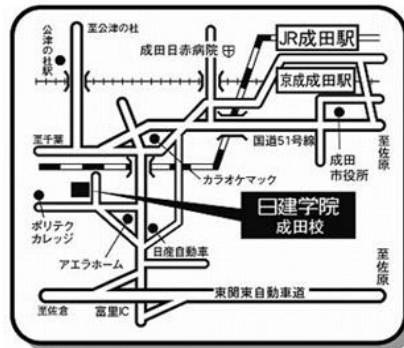 至公津の杜
公津の杜駅
成田日赤病院
JR成田駅
京成成田駅
至千葉
国道51号線
成田
市役所
至佐原
カラオケマック
日建学院
成田校
ポリテク
カレッジ
アエラホーム
日産自動車
至佐原
東関東自動車道
至佐倉
富里IC